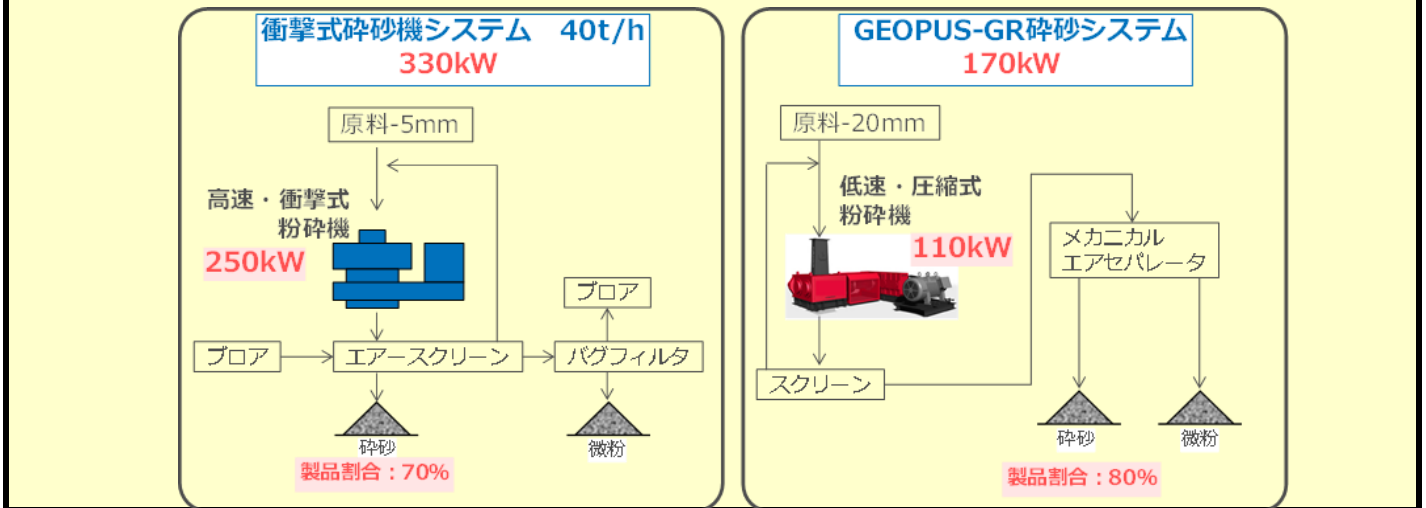 衝撃式砕砂機システム　40t/h
330kW
原料-5mm
高速・衝撃式
粉砕機
250kW
ブロア
ブロア
エアースクリーン
バグフィルタ
砕砂
微粉
製品割合：70%
GEOPUS-GR砕砂システム
170kW
原料-20mm
低速・圧縮式
粉砕機
110kW
メカニカル
エアセパレータ
スクリーン
砕砂
微粉
製品割合：80%